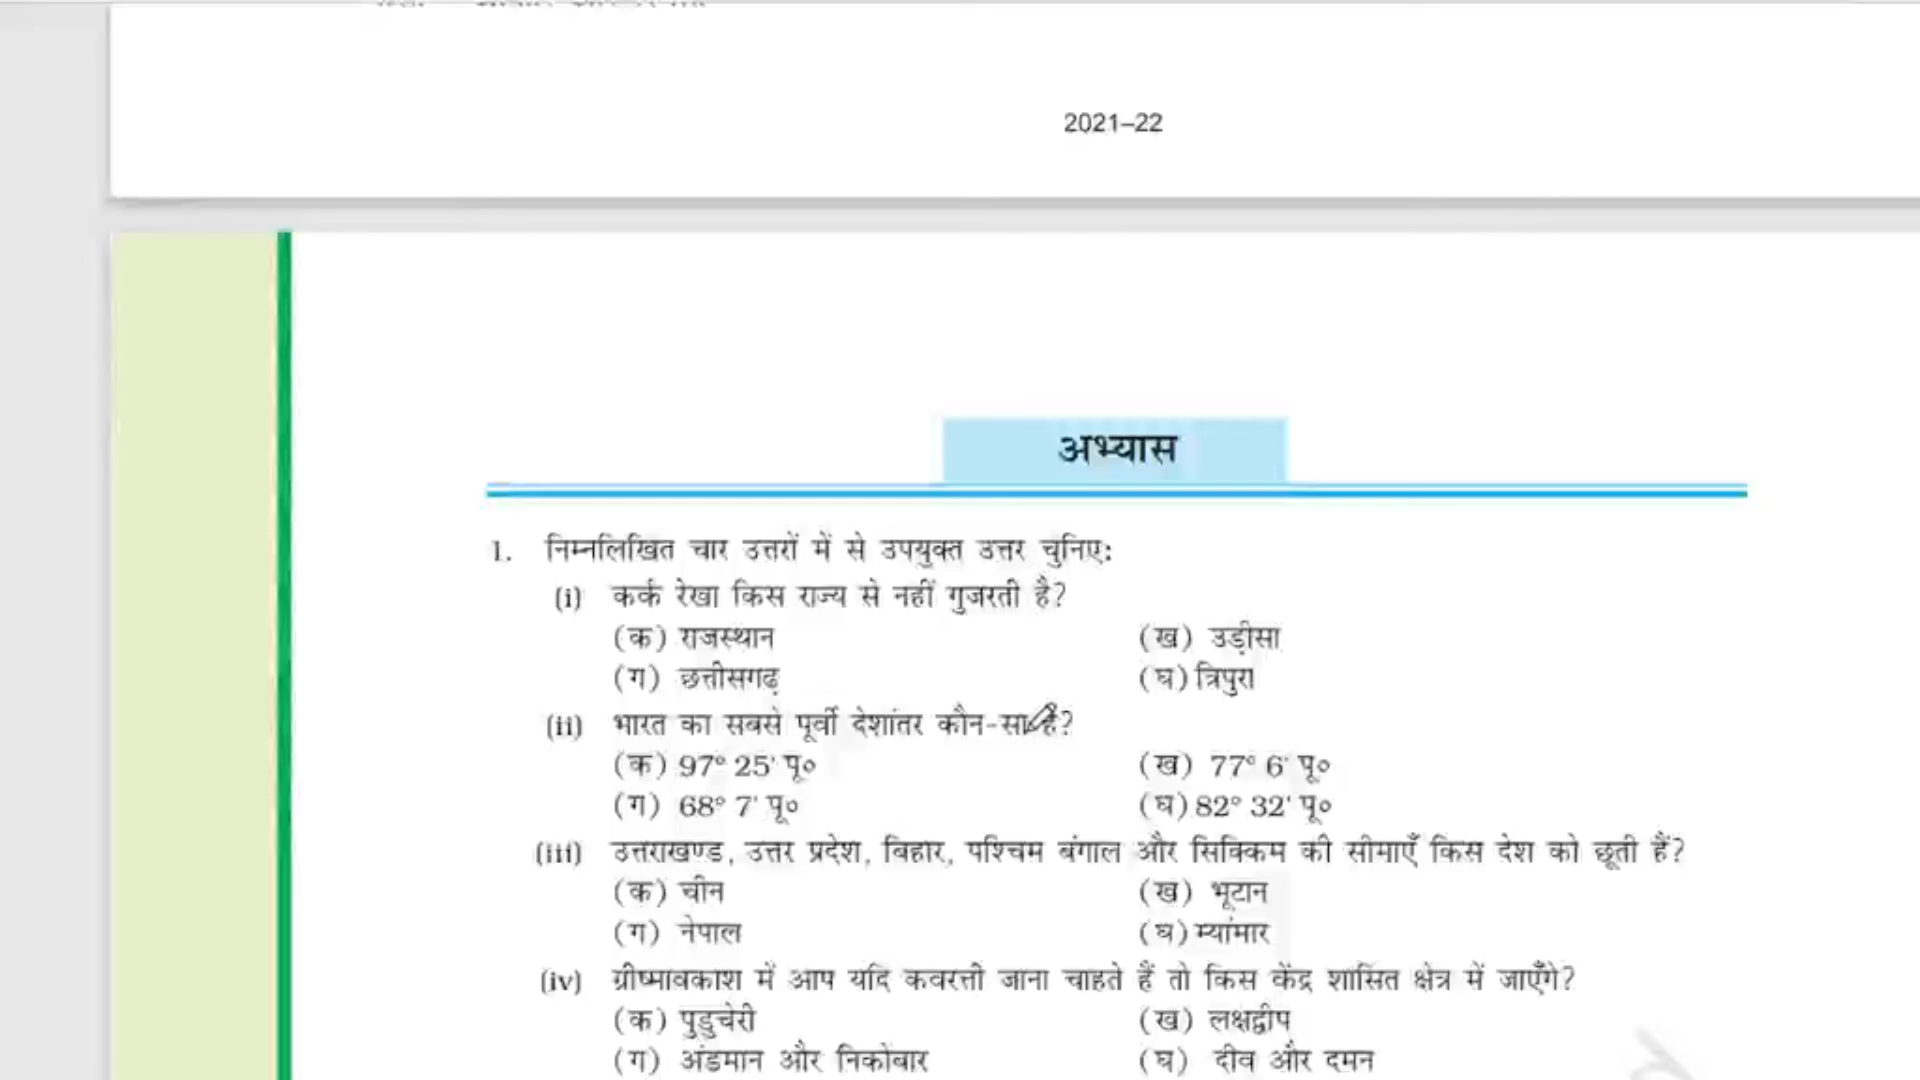 2021–22
अभ्यास
1. निम्नलिखित चार उत्तरों में से उपयुक्त उत्तर चुनिए:
(i) कर्क रेखा किस राज्य से नहीं गुजरती है?
(क) राजस्थान (ख) उड़ीसा
(ग) छत्तीसगढ़ (घ) त्रिपुरा
(ii) भारत का सबसे पूर्वी देशांतर कौन-सा है?
(क) 97° 25' पू० (ख) 77° 6' पू०
(ग) 68° 7' पू० (घ) 82° 32' पू०
(iii) उत्तराखण्ड, उत्तर प्रदेश, बिहार, पश्चिम बंगाल और सिक्किम की सीमाएँ किस देश को छूती हैं?
(क) चीन (ख) भूटान
(ग) नेपाल (घ) म्यांमार
(iv) ग्रीष्मावकाश में आप यदि कवरत्ती जाना चाहते हैं तो किस केंद्र शासित क्षेत्र में जाएँगे?
(क) पुडुचेरी (ख) लक्षद्वीप
(ग) अंडमान और निकोबार (घ) दीव और दमन